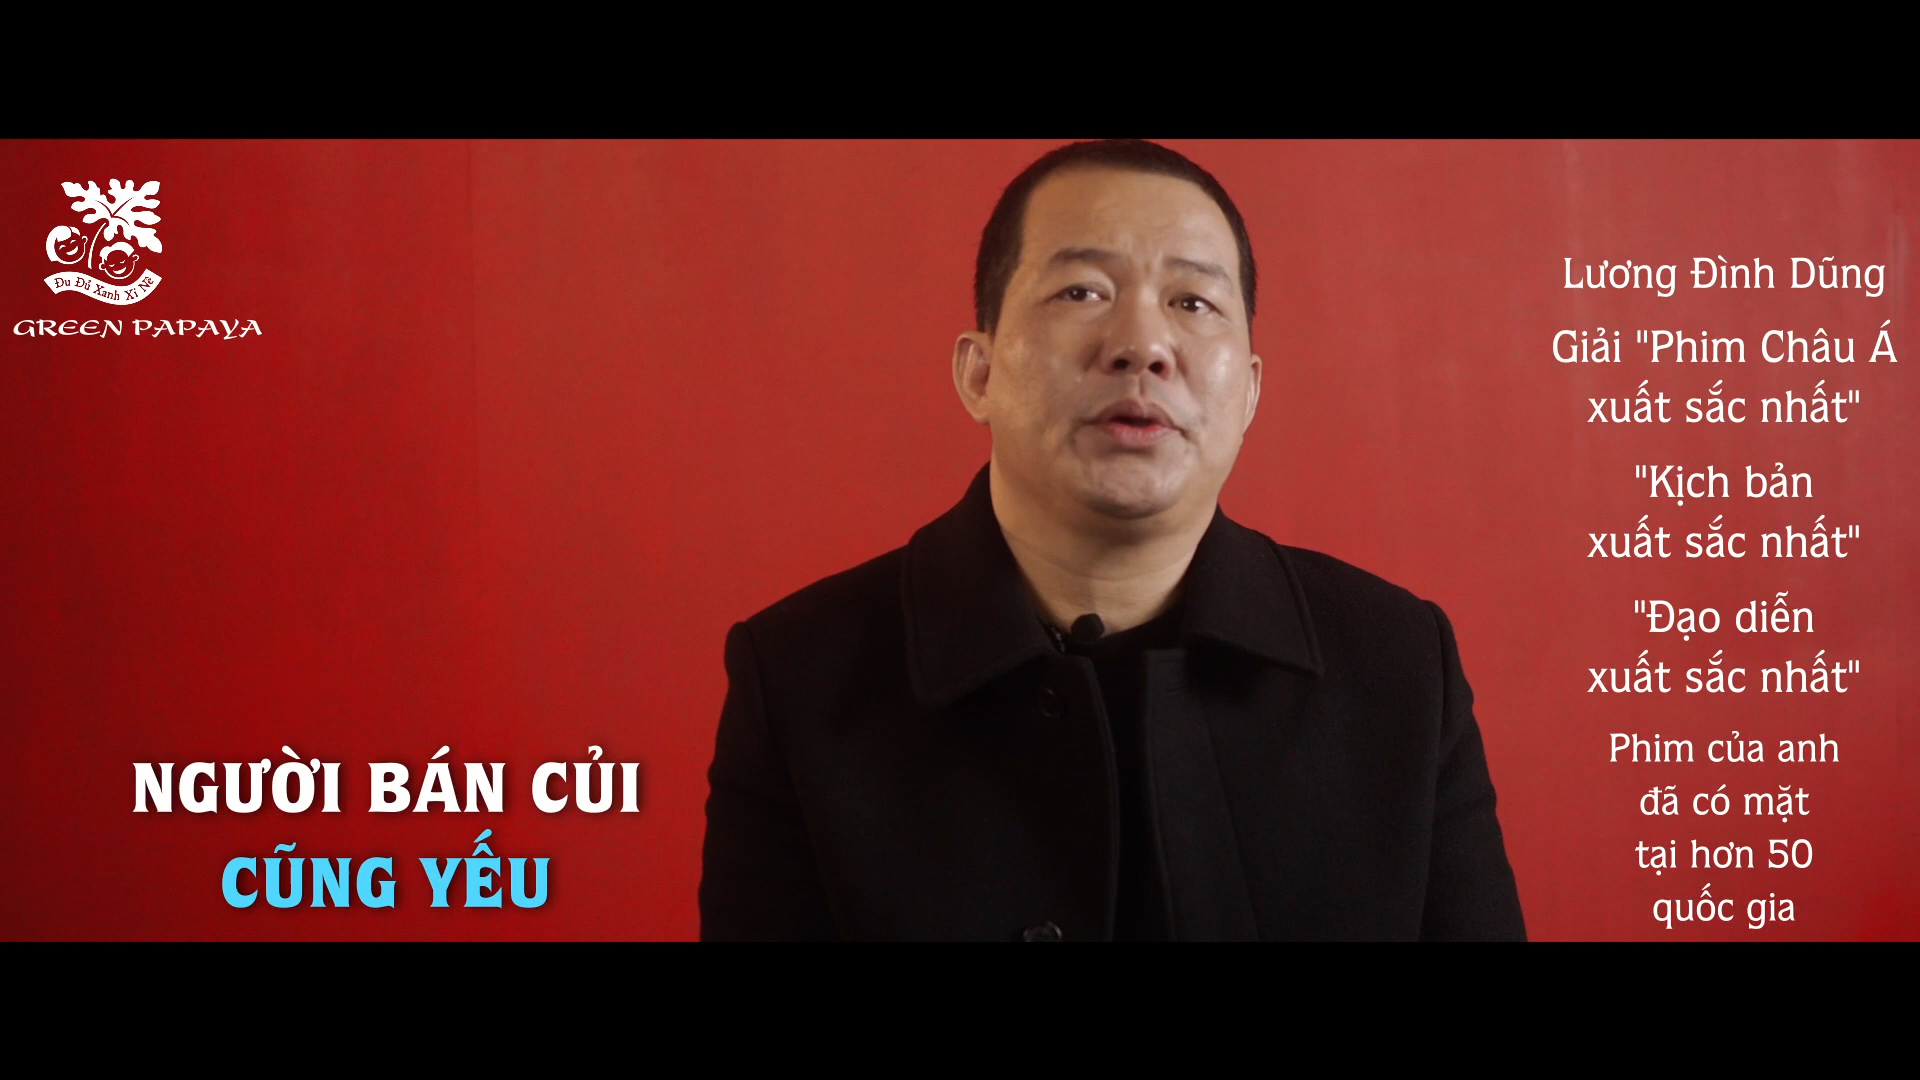 Đu Đủ Xanh Xi Nê
GREEN PAPAYA
Lương Đình Dũng
Giải "Phim Châu Á
xuất sắc nhất"
"Kịch bản
xuất sắc nhất"
"Đạo diễn
xuất sắc nhất"
Phim của anh
đã có mặt
tại hơn 50
quốc gia
NGƯỜI BÁN CỦI
CŨNG YẾU